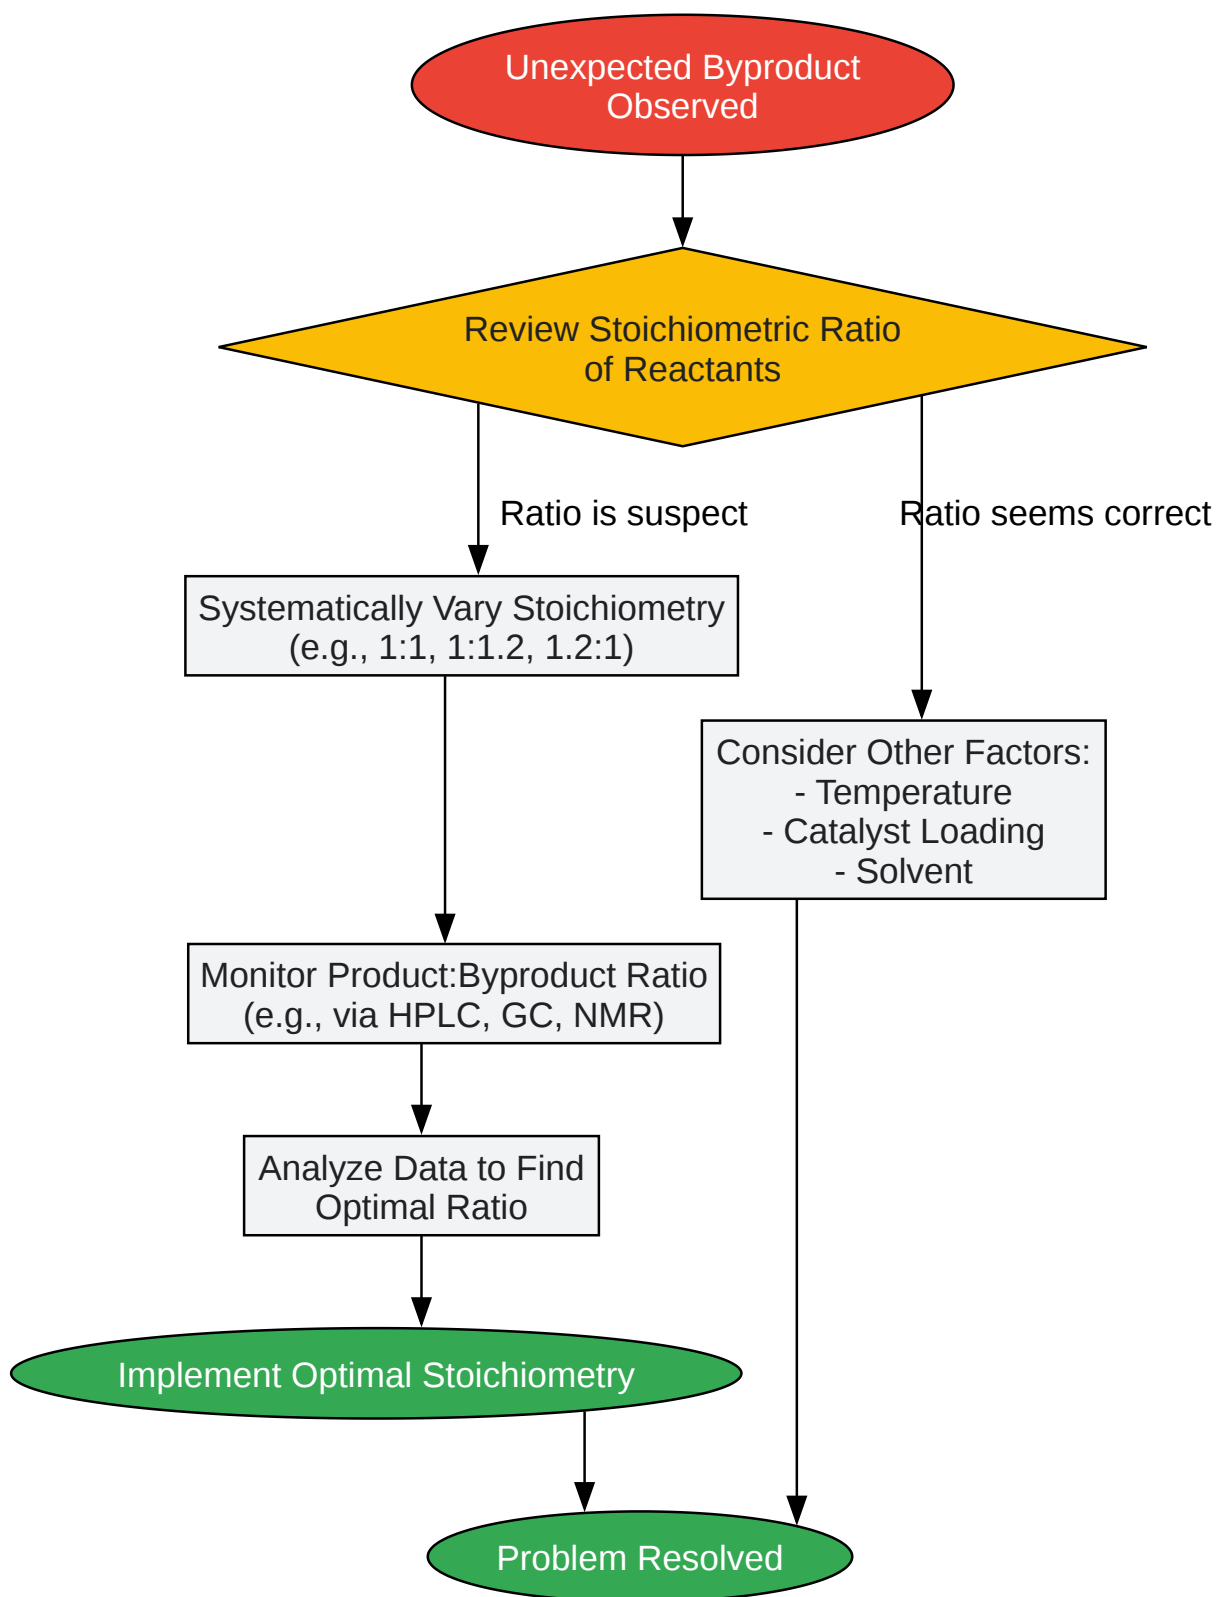 Unexpected Byproduct
Observed
Review Stoichiometric Ratio
of Reactants
Ratio is suspect
Ratio seems correct
Systematically Vary Stoichiometry
(e.g., 1:1, 1:1.2, 1.2:1)
Consider Other Factors:
- Temperature
- Catalyst Loading
- Solvent
Monitor Product:Byproduct Ratio
(e.g., via HPLC, GC, NMR)
Analyze Data to Find
Optimal Ratio
Implement Optimal Stoichiometry
Problem Resolved